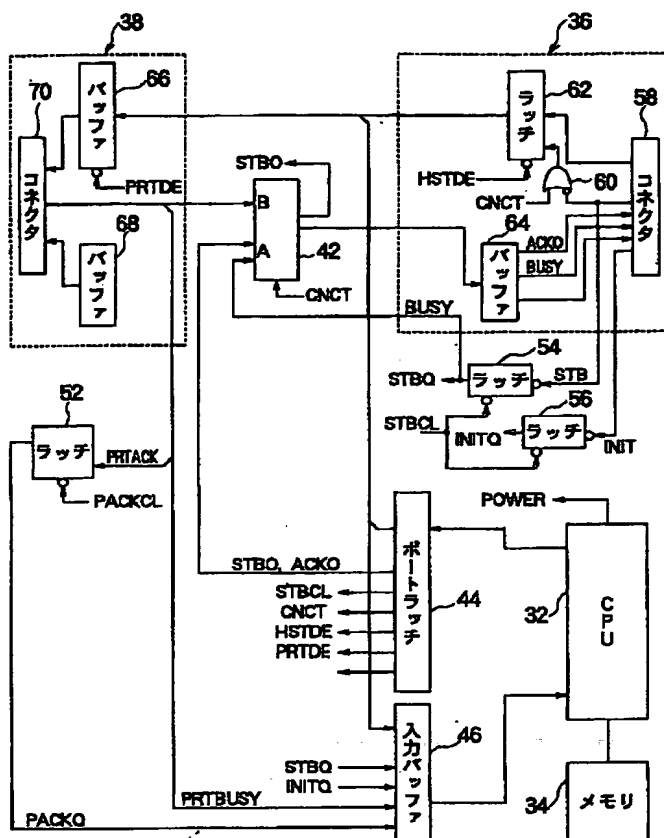 38
36
70
66
バッファ
コネクタ
PRTDE
68
バッファ
STBO
B
A
42
CNCT
62
ラッチ
58
HSTDE
CNCT
60
コネクタ
64
バッファ
ACKO
BUSY
BUSY
54
STBQ
ラッチ
STB
STBCL
56
INITQ
ラッチ
INIT
52
ラッチ
PRTACK
PACKCL
POWER
STBO, ACKO
STBCL
CNCT
HSTDE
PRTDE
ポートラッチ
44
32
CPU
入力バッファ
46
STBQ
INITQ
PRTBUSY
PACKQ
34
メモリ